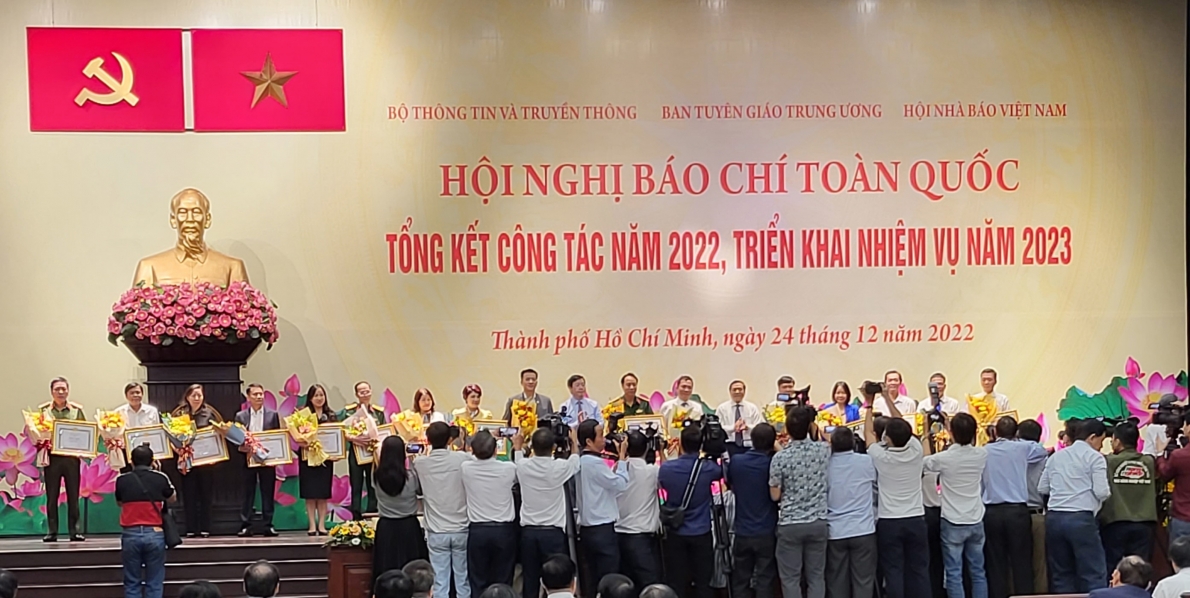 BỘ THÔNG TIN VÀ TRUYỀN THÔNG BAN TUYÊN GIÁO TRUNG ƯƠNG HỘI NHÀ BÁO VIỆT NAM
HỘI NGHỊ BÁO CHÍ TOÀN QUỐC
TỔNG KẾT CÔNG TÁC NĂM 2022, TRIỂN KHAI NHIỆM VỤ NĂM 2023
Thành phố Hồ Chí Minh, ngày 24 tháng 12 năm 2022